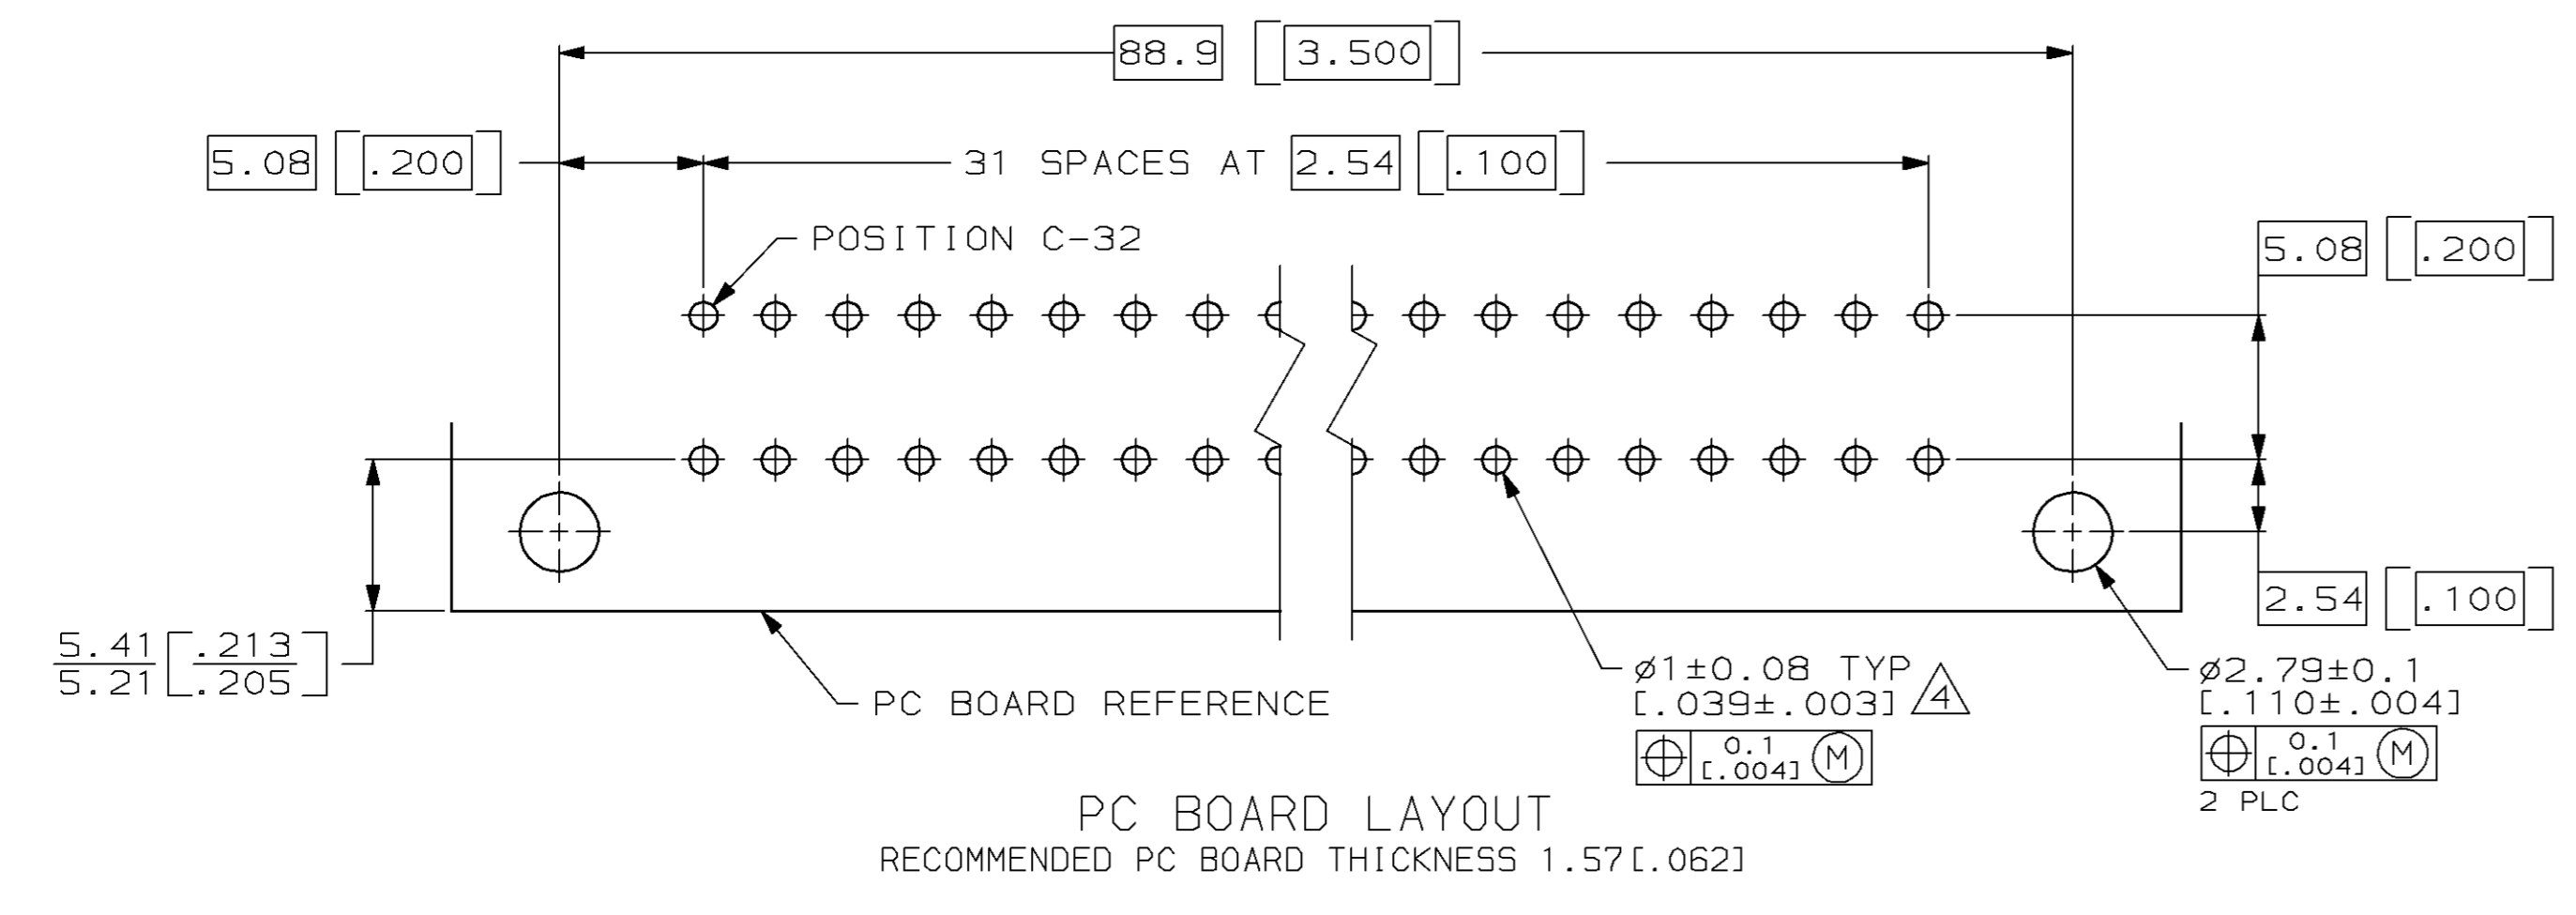 88.9 [3.500]
5.08 [.200]
31 SPACES AT 2.54 [.100]
POSITION C-32
5.08 [.200]
2.54 [.100]
5.41 [.213]
5.21 [.205]
PC BOARD REFERENCE
ø1±0.08 TYP
[.039±.003] 4
0.1
[.004] M
ø2.79±0.1
[.110±.004]
0.1
[.004] M
2 PLC
PC BOARD LAYOUT
RECOMMENDED PC BOARD THICKNESS 1.57[.062]